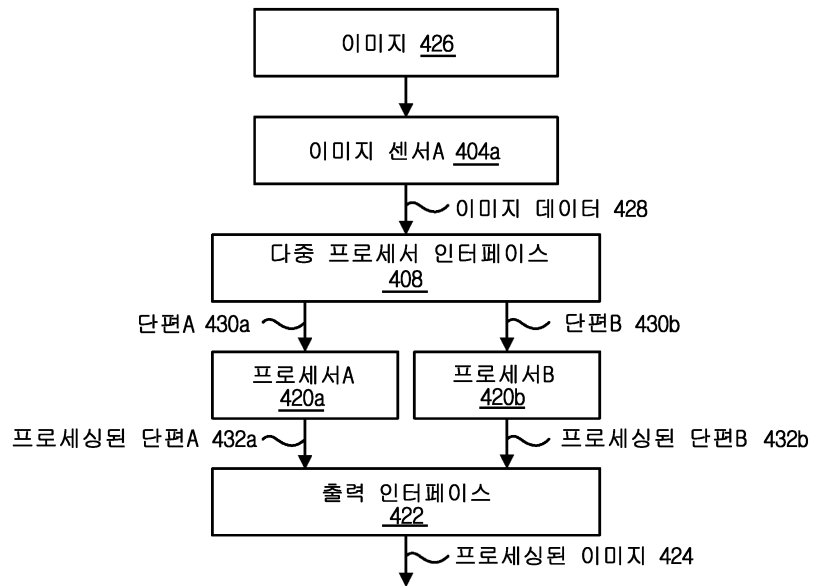 이미지 426
이미지 센서A 404a
이미지 데이터 428
다중 프로세서 인터페이스
408
단편A 430a
단편B 430b
프로세서A
420a
프로세서B
420b
프로세싱된 단편A 432a
프로세싱된 단편B 432b
출력 인터페이스
422
프로세싱된 이미지 424